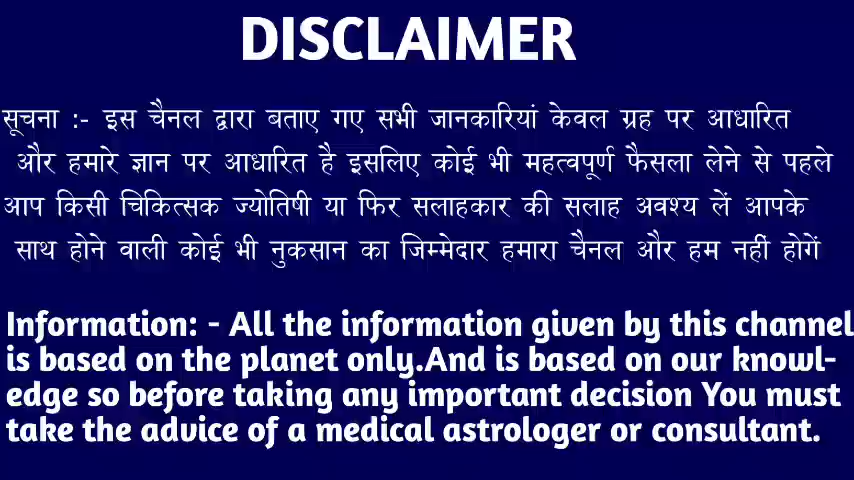 DISCLAIMER
सूचना :- इस चैनल द्वारा बताए गए सभी जानकारियां केवल ग्रह पर आधारित
और हमारे ज्ञान पर आधारित है इसलिए कोई भी महत्वपूर्ण फैसला लेने से पहले
आप किसी चिकित्सक ज्योतिषी या फिर सलाहकार की सलाह अवश्य लें आपके
साथ होने वाली कोई भी नुकसान का जिम्मेदार हमारा चैनल और हम नहीं होगें
Information: - All the information given by this channel
is based on the planet only.And is based on our knowl-
edge so before taking any important decision You must
take the advice of a medical astrologer or consultant.